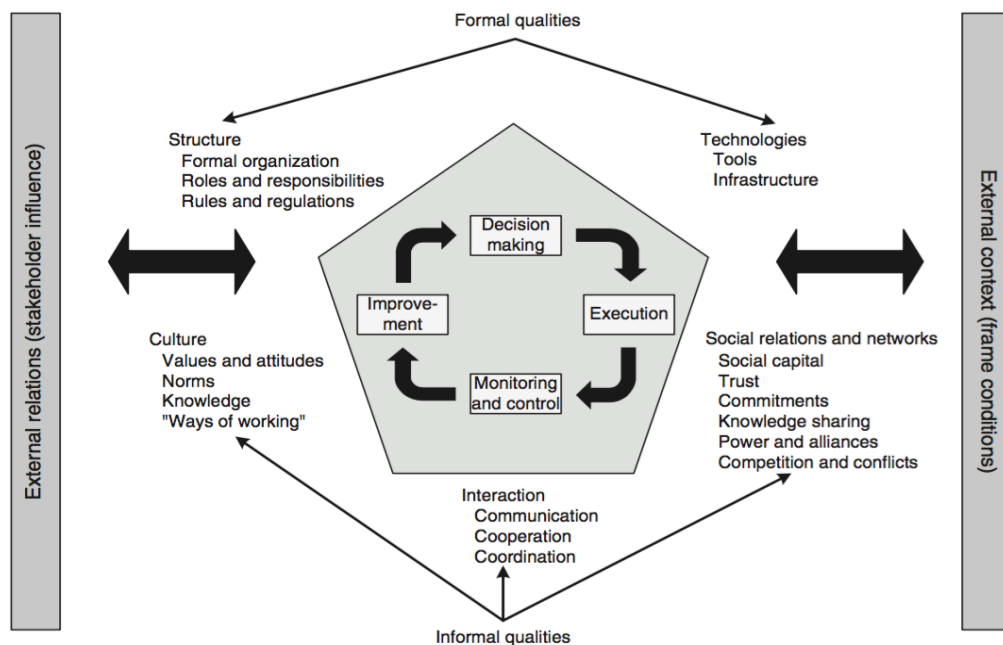 Formal qualities
External relations (stakeholder influence)
Structure
Formal organization
Roles and responsibilities
Rules and regulations
Technologies
Tools
Infrastructure
External context (frame conditions)
Decision
making
Improve-
ment
Execution
Monitoring
and control
Culture
Values and attitudes
Norms
Knowledge
"Ways of working"
Social relations and networks
Social capital
Trust
Commitments
Knowledge sharing
Power and alliances
Competition and conflicts
Interaction
Communication
Cooperation
Coordination
Informal qualities